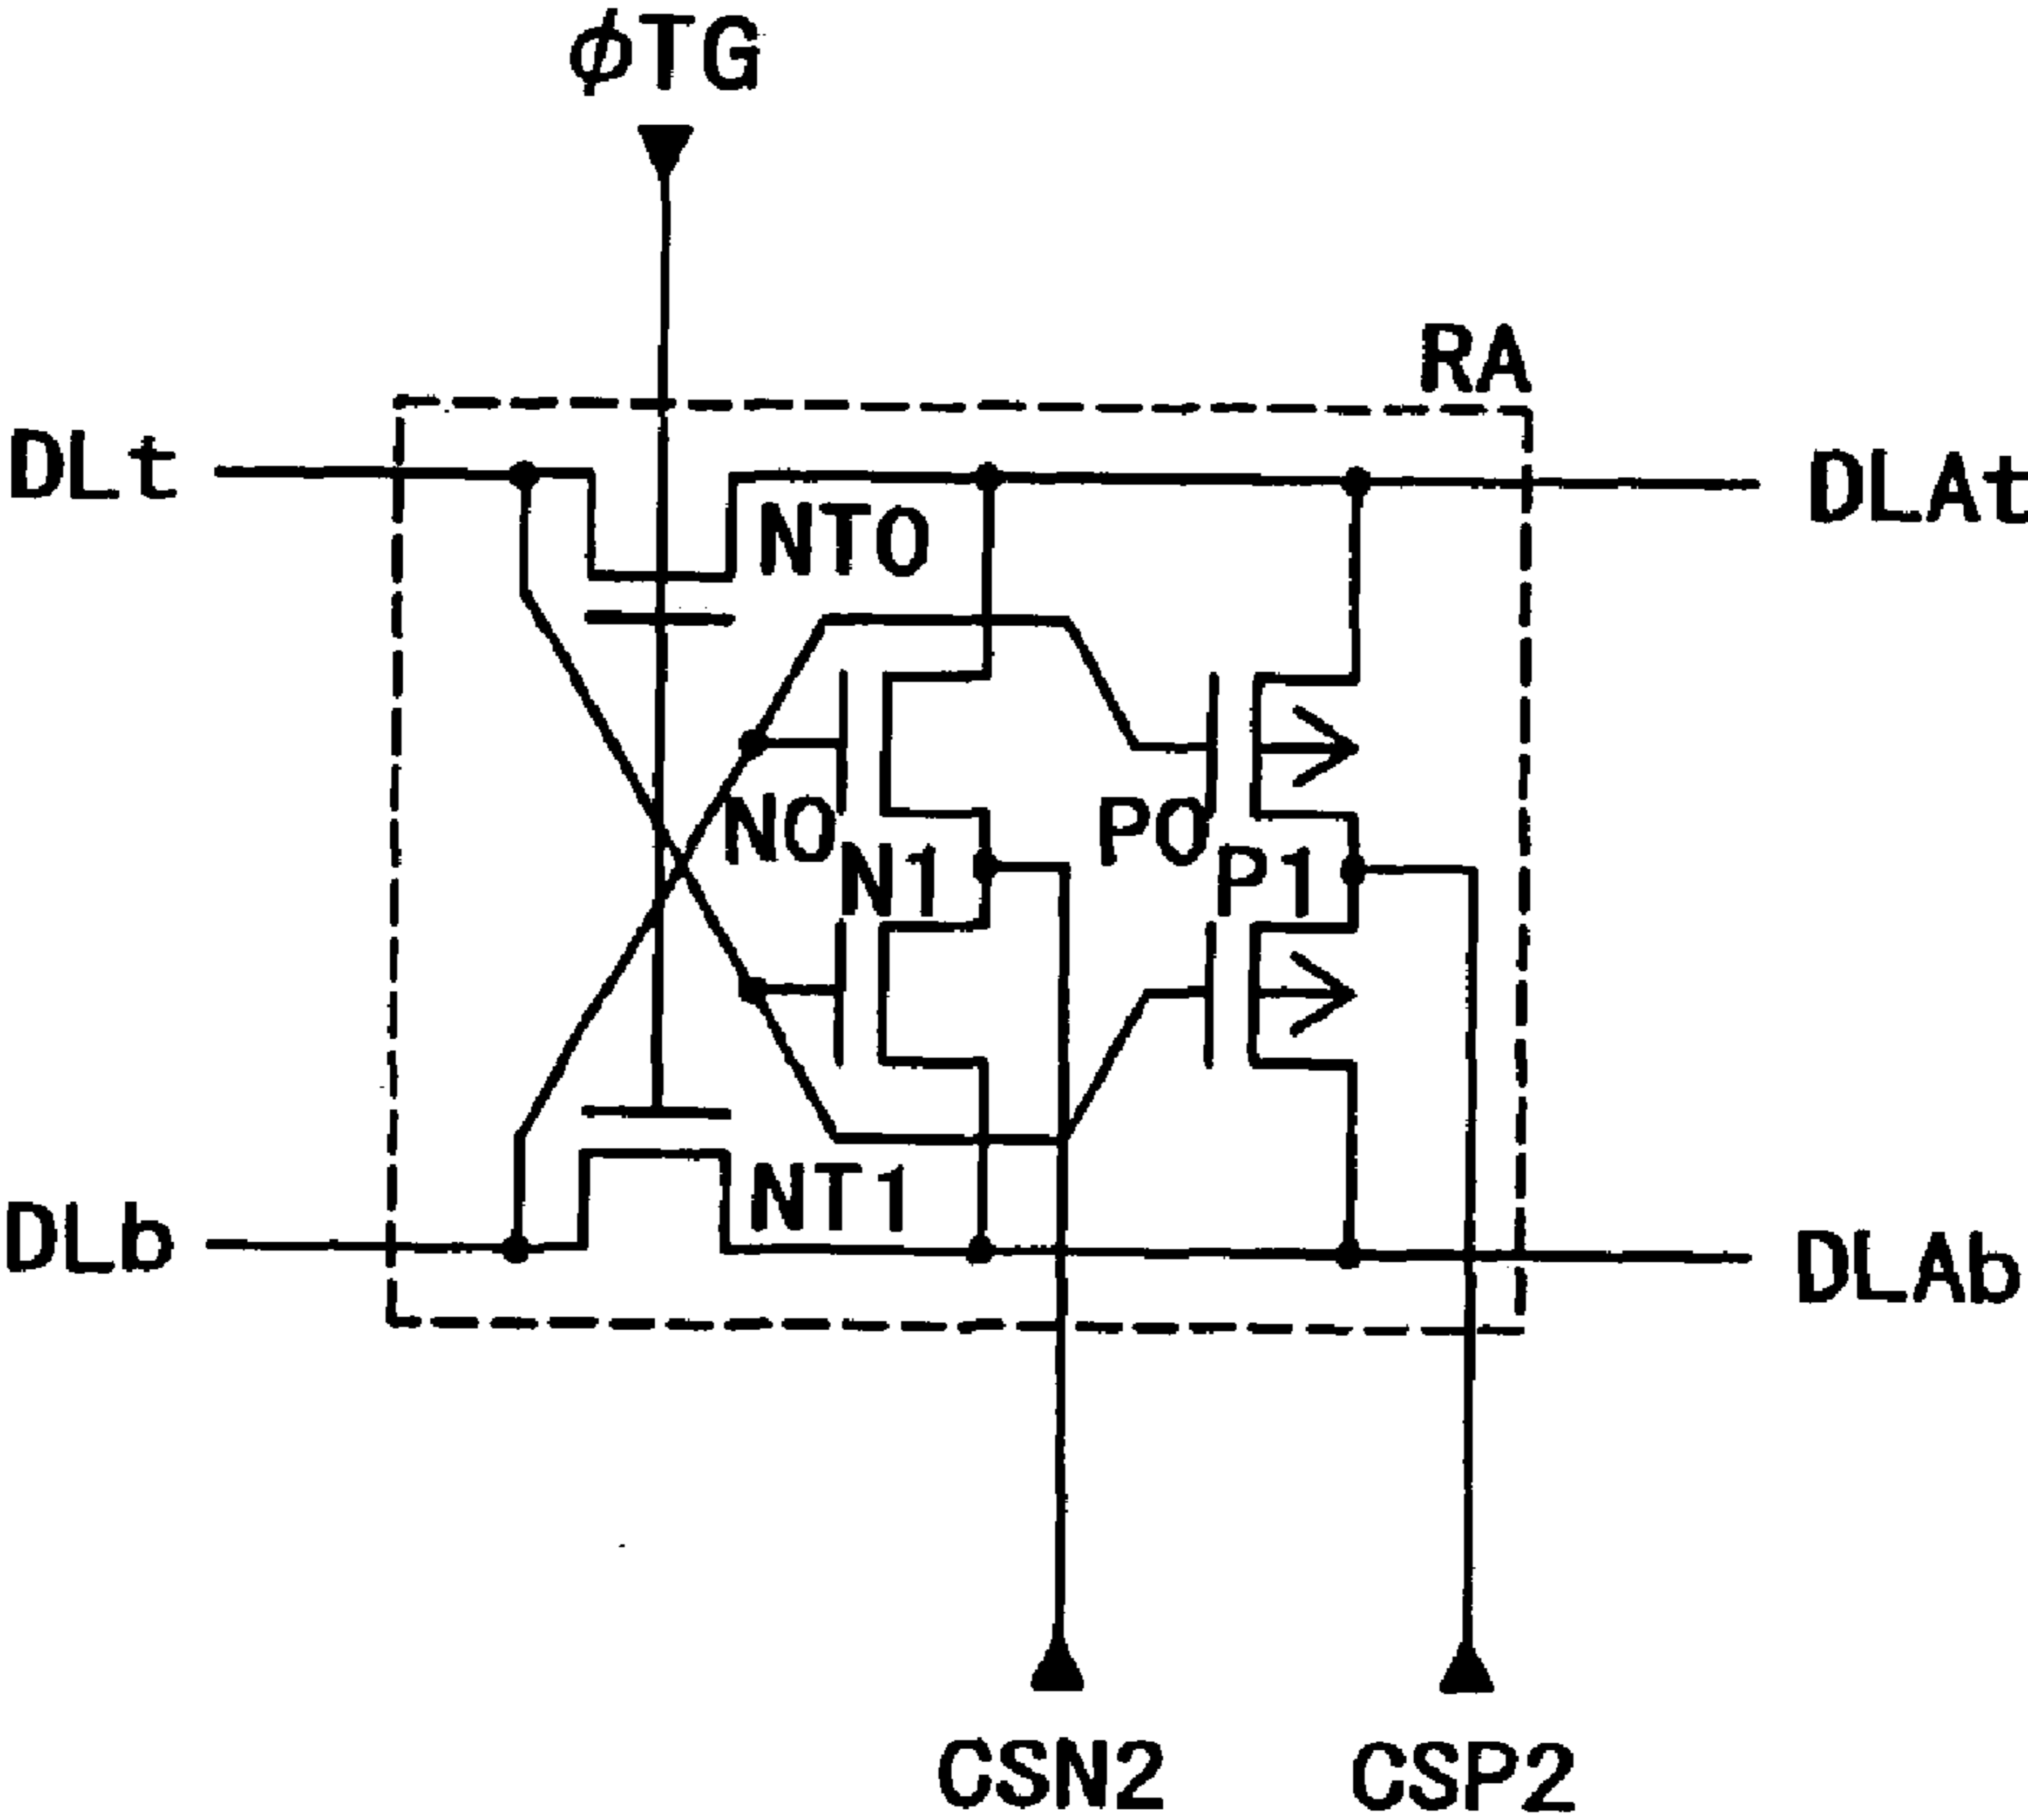 φTG
RA
DLt
DLAt
NT0
N0
P0
N1
P1
NT1
DLb
DLAb
CSN2
CSP2